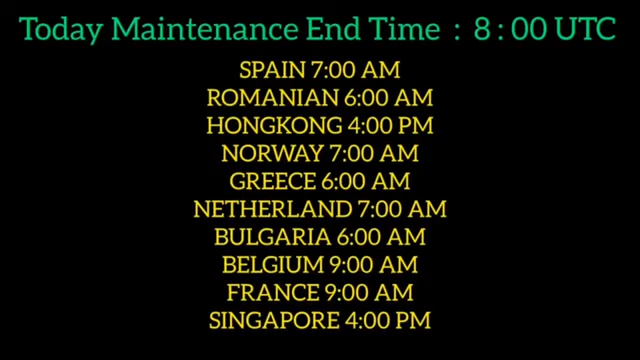 Today Maintenance End Time : 8 : 00 UTC
SPAIN 7:00 AM
ROMANIAN 6:00 AM
HONGKONG 4:00 PM
NORWAY 7:00 AM
GREECE 6:00 AM
NETHERLAND 7:00 AM
BULGARIA 6:00 AM
BELGIUM 9:00 AM
FRANCE 9:00 AM
SINGAPORE 4:00 PM